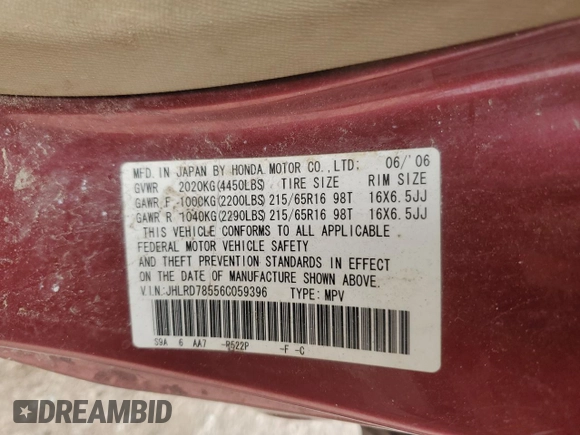 MFD. IN JAPAN BY HONDA MOTOR CO., LTD: 06/'06
GVWR 2020KG(4450LBS) TIRE SIZE RIM SIZE
GAWR F 1000KG(2200LBS) 215/65R16 98T 16X6.5JJ
GAWR R 1040KG(2290LBS) 215/65R16 98T 16X6.5JJ
THIS VEHICLE CONFORMS TO ALL APPLICABLE
FEDERAL MOTOR VEHICLE SAFETY
AND THEFT PREVENTION STANDARDS IN EFFECT
ON THE DATE OF MANUFACTURE SHOWN ABOVE.
V.I.N:JHLRD78556C059396 TYPE: MPV
S9A 6 AA7 -R522P -F -C
DREAMBID